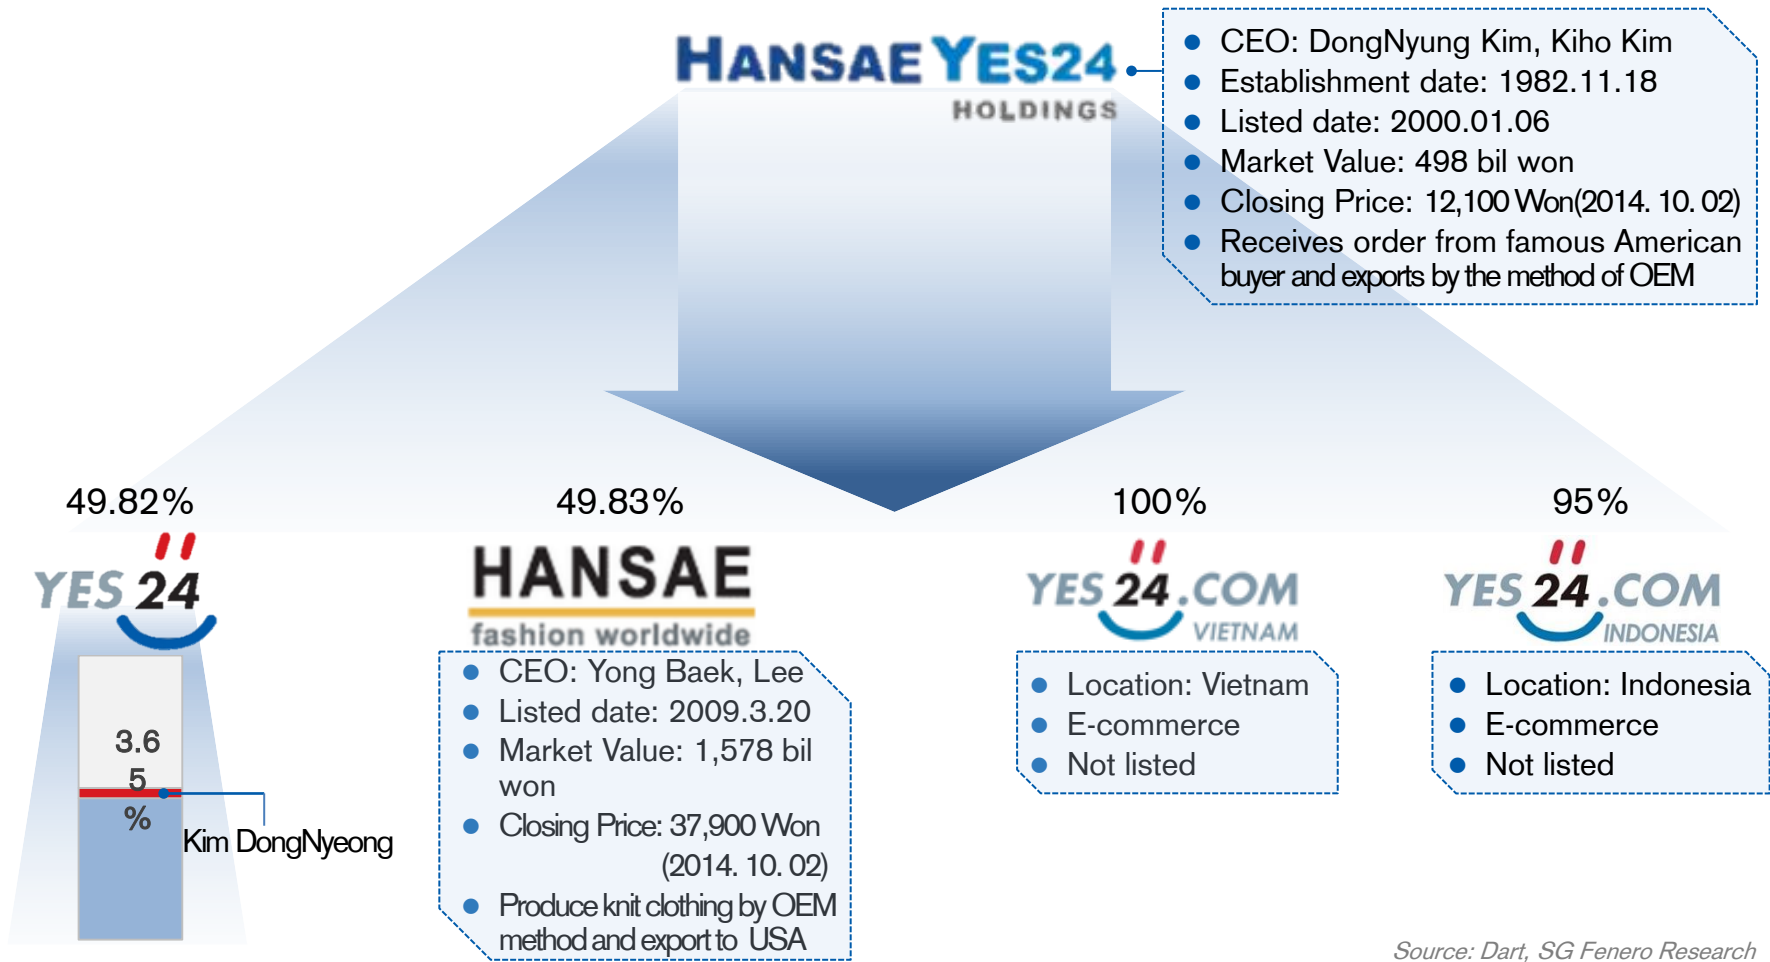 HANSAE YES24
HOLDINGS
CEO: DongNyung Kim, Kiho Kim
Establishment date: 1982.11.18
Listed date: 2000.01.06
Market Value: 498 bil won
Closing Price: 12,100 Won(2014. 10. 02)
Receives order from famous American
buyer and exports by the method of OEM
49.82%
49.83%
100%
95%
YES 24
3.6
5
%
Kim DongNyeong
HANSAE
fashion worldwide
CEO: Yong Baek, Lee
Listed date: 2009.3.20
Market Value: 1,578 bil
won
Closing Price: 37,900 Won
(2014. 10. 02)
Produce knit clothing by OEM
method and export to USA
YES 24 .COM
VIETNAM
Location: Vietnam
E-commerce
Not listed
YES 24 .COM
INDONESIA
Location: Indonesia
E-commerce
Not listed
Source: Dart, SG Fenero Research